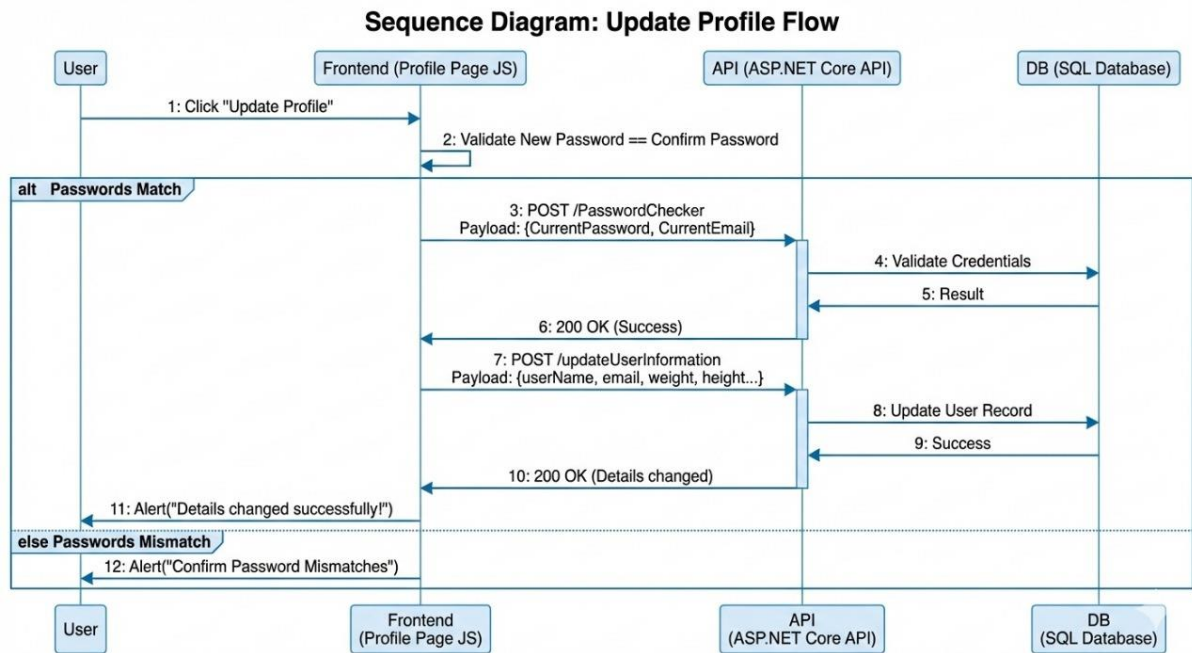 Sequence Diagram: Update Profile Flow
User
Frontend (Profile Page JS)
API (ASP.NET Core API)
DB (SQL Database)
1: Click "Update Profile"
2: Validate New Password == Confirm Password
alt Passwords Match
3: POST /PasswordChecker
Payload: {CurrentPassword, CurrentEmail}
4: Validate Credentials
5: Result
6: 200 OK (Success)
7: POST /updateUserInformation
Payload: {userName, email, weight, height...}
8: Update User Record
9: Success
10: 200 OK (Details changed)
11: Alert("Details changed successfully!")
else Passwords Mismatch
12: Alert("Confirm Password Mismatches")
User
Frontend
(Profile Page JS)
API
(ASP.NET Core API)
DB
(SQL Database)